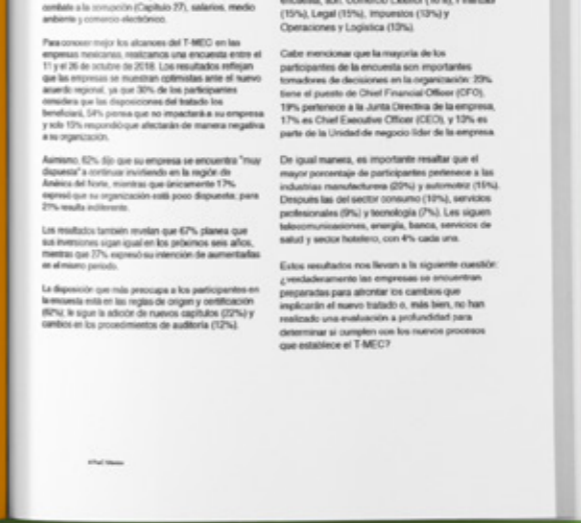 combate a la corrupción (Capítulo 27), salarios, medio
ambiente y comercio electrónico.
Para conocer mejor los alcances del T-MEC en las
empresas mexicanas, realizamos una encuesta entre el
11 y el 26 de octubre de 2018. Los resultados reflejan
que las empresas se muestran optimistas ante el nuevo
acuerdo regional, ya que 30% de los participantes
considera que las disposiciones del tratado los
beneficiará, 54% piensa que no impactará a su empresa
y solo 15% respondió que afectarán de manera negativa
a su organización.
Asimismo, 62% dijo que su empresa se encuentra "muy
dispuesta" a continuar invirtiendo en la región de
América del Norte, mientras que únicamente 17%
expresó que su organización está poco dispuesta; para
21% resulta indiferente.
Los resultados también revelan que 67% planea que
sus inversiones sigan igual en los próximos seis años,
mientras que 27% expresó su intención de aumentarlas
en el mismo periodo.
La disposición que más preocupa a los participantes en
la encuesta está en las reglas de origen y certificación
(62%), le sigue la adición de nuevos capítulos (22%) y
cambios en los procedimientos de auditoría (12%).
encuesta, son: Comercio Exterior Finanzas
(15%), Legal (15%), Impuestos (13%) y
Operaciones y Logística (13%).
Cabe mencionar que la mayoría de los
participantes de la encuesta son importantes
tomadores de decisiones en la organización: 23%
tiene el puesto de Chief Financial Officer (CFO),
19% pertenece a la Junta Directiva de la empresa,
17% es Chief Executive Officer (CEO), y 13% es
parte de la Unidad de negocio líder de la empresa.
De igual manera, es importante resaltar que el
mayor porcentaje de participantes pertenece a las
industrias manufacturera (20%) y automotriz (15%).
Después las del sector consumo (10%), servicios
profesionales (9%) y tecnología (7%). Les siguen
telecomunicaciones, energía, banca, servicios de
salud y sector hotelero, con 4% cada una.
Estos resultados nos llevan a la siguiente cuestión:
¿verdaderamente las empresas se encuentran
preparadas para afrontar los cambios que
implicarán el nuevo tratado o, más bien, no han
realizado una evaluación a profundidad para
determinar si cumplen con los nuevos procesos
que establece el T-MEC?